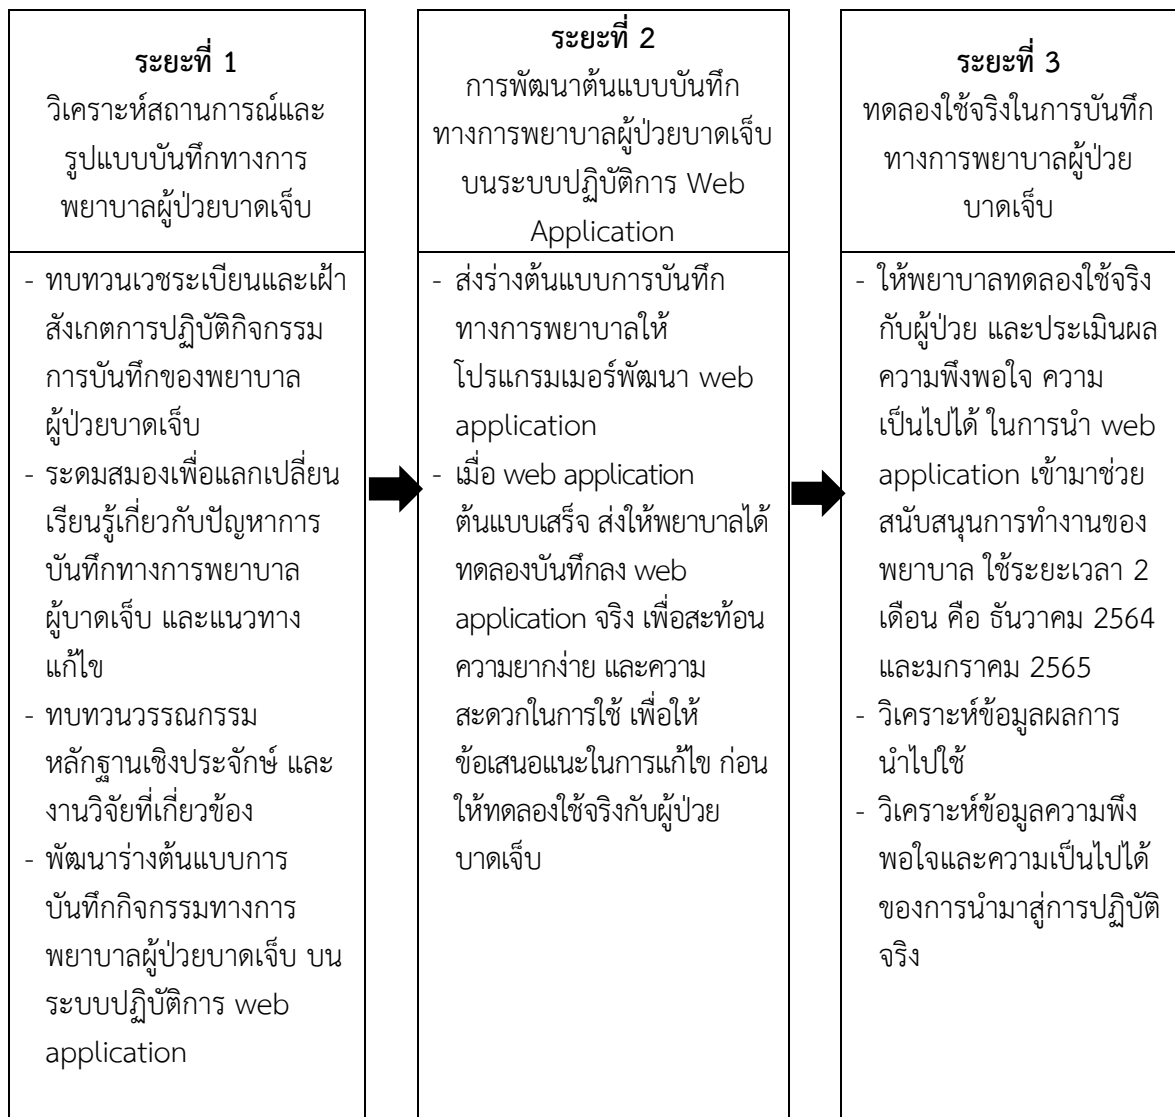 ระยะที่ 1
วิเคราะห์สถานการณ์และ
รูปแบบบันทึกทางการ
พยาบาลผู้ป่วยบาดเจ็บ
- ทบทวนเวชระเบียนและเฝ้า
สังเกตการปฏิบัติกิจกรรม
การบันทึกของพยาบาล
ผู้ป่วยบาดเจ็บ
- ระดมสมองเพื่อแลกเปลี่ยน
เรียนรู้เกี่ยวกับปัญหาการ
บันทึกทางการพยาบาล
ผู้บาดเจ็บ และแนวทาง
แก้ไข
- ทบทวนวรรณกรรม
หลักฐานเชิงประจักษ์ และ
งานวิจัยที่เกี่ยวข้อง
- พัฒนาร่างต้นแบบการ
บันทึกกิจกรรมทางการ
พยาบาลผู้ป่วยบาดเจ็บ บน
ระบบปฏิบัติการ web
application
ระยะที่ 2
การพัฒนาต้นแบบบันทึก
ทางการพยาบาลผู้ป่วยบาดเจ็บ
บนระบบปฏิบัติการ Web
Application
- ส่งร่างต้นแบบการบันทึก
ทางการพยาบาลให้
โปรแกรมเมอร์พัฒนา web
application
- เมื่อ web application
ต้นแบบเสร็จ ส่งให้พยาบาลได้
ทดลองบันทึกลง web
application จริง เพื่อสะท้อน
ความยากง่าย และความ
สะดวกในการใช้ เพื่อให้
ข้อเสนอแนะในการแก้ไข ก่อน
ให้ทดลองใช้จริงกับผู้ป่วย
บาดเจ็บ
ระยะที่ 3
ทดลองใช้จริงในการบันทึก
ทางการพยาบาลผู้ป่วย
บาดเจ็บ
- ให้พยาบาลทดลองใช้จริง
กับผู้ป่วย และประเมินผล
ความพึงพอใจ ความ
เป็นไปได้ ในการนำ web
application เข้ามาช่วย
สนับสนุนการทำงานของ
พยาบาล ใช้ระยะเวลา 2
เดือน คือ ธันวาคม 2564
และมกราคม 2565
- วิเคราะห์ข้อมูลผลการ
นำไปใช้
- วิเคราะห์ข้อมูลความพึง
พอใจและความเป็นไปได้
ของการนำมาสู่การปฏิบัติ
จริง